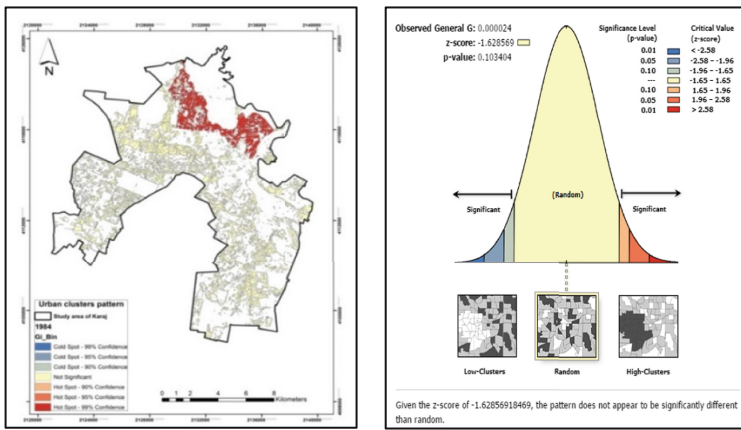 2120000 2124000 2128000 2132000 2136000 2140000
N
Urban clusters pattern
Study area of Karaj
1984
Gi_Bin
Cold Spot - 99% Confidence
Cold Spot - 95% Confidence
Cold Spot - 90% Confidence
Not Significant
Hot Spot - 90% Confidence
Hot Spot - 95% Confidence
Hot Spot - 99% Confidence
0 1 2 4 6 8
Kilometers
Observed General G: 0.000024
z-score: -1.628569
p-value: 0.103404
Significance Level
(p-value)
Critical Value
(z-score)
0.01 < -2.58
0.05 -2.58 – -1.96
0.10 -1.96 – -1.65
--- -1.65 – 1.65
0.10 1.65 – 1.96
0.05 1.96 – 2.58
0.01 > 2.58
Significant
(Random)
Significant
Low-Clusters
Random
High-Clusters
Given the z-score of -1.62856918469, the pattern does not appear to be significantly different
than random.